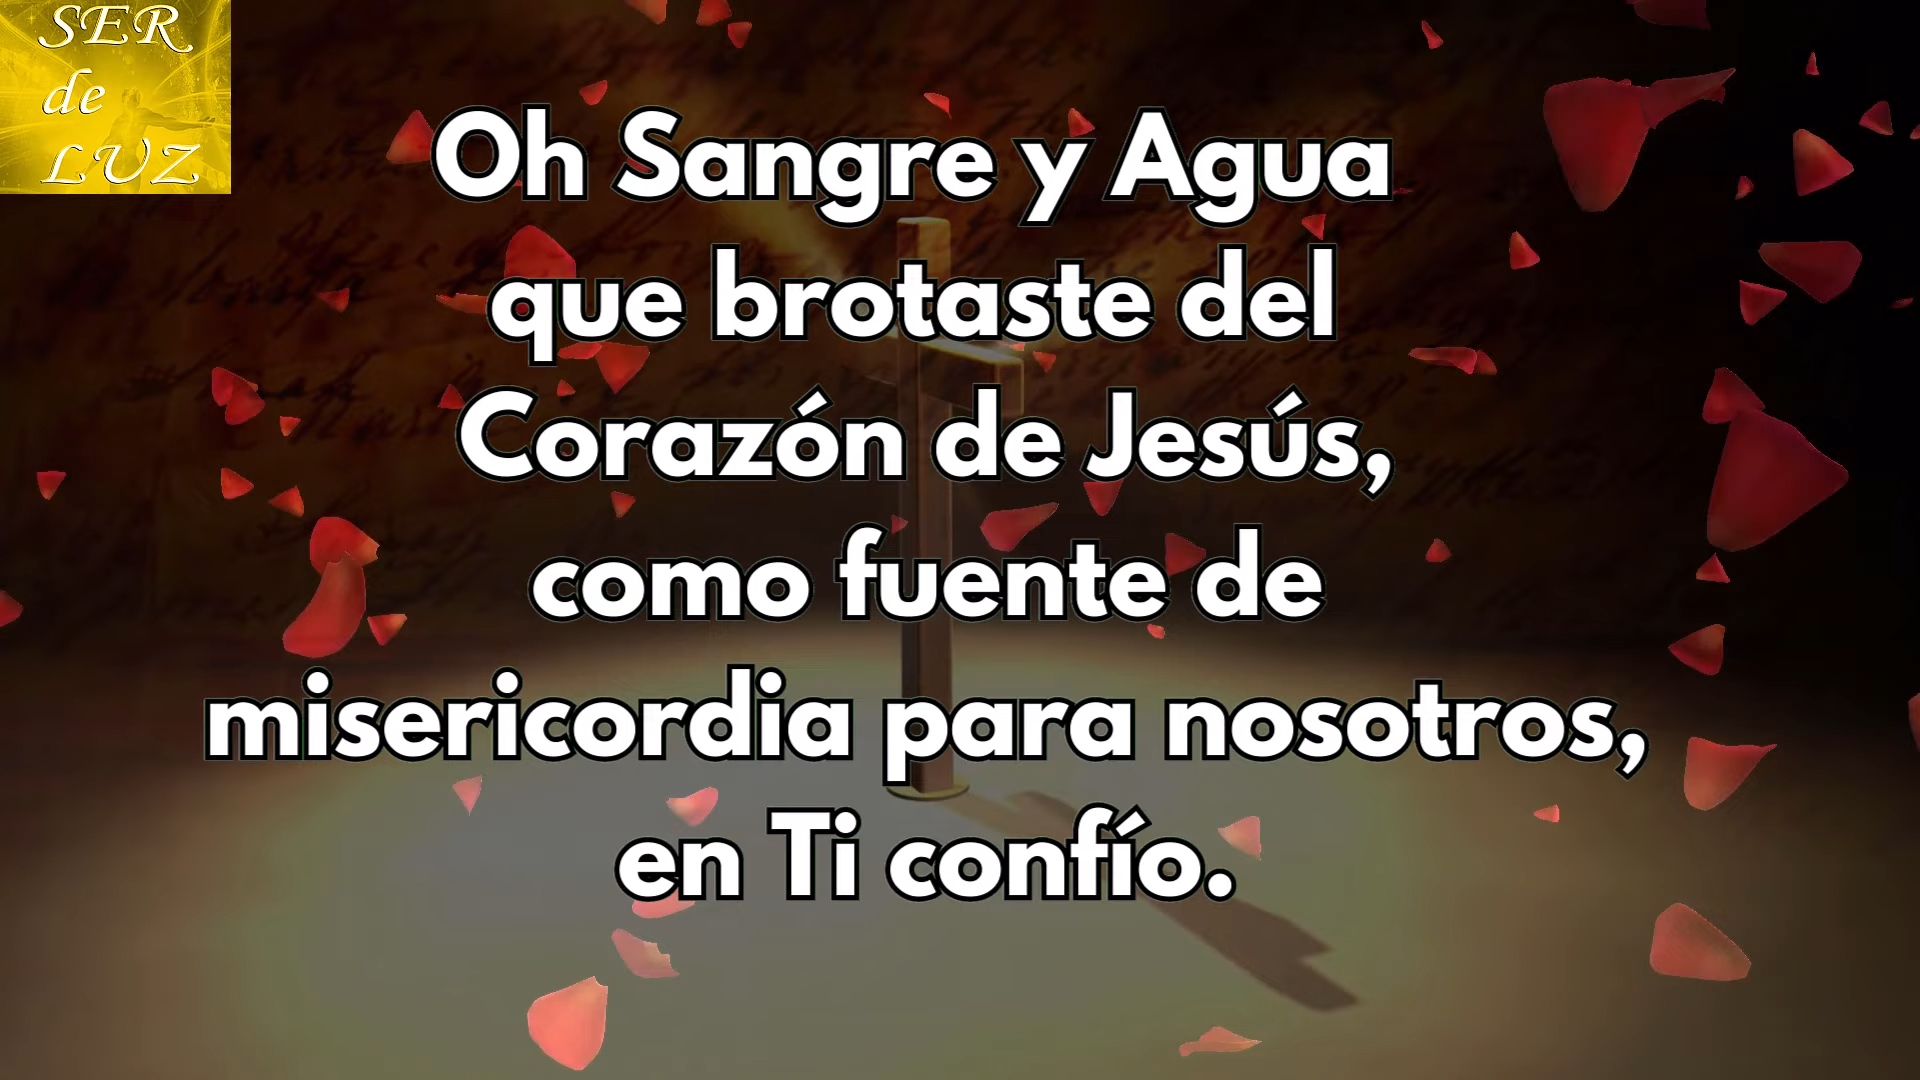 SER
de
LUZ
Oh Sangre y Agua
que brotaste del
Corazón de Jesús,
como fuente de
misericordia para nosotros,
en Ti confío.